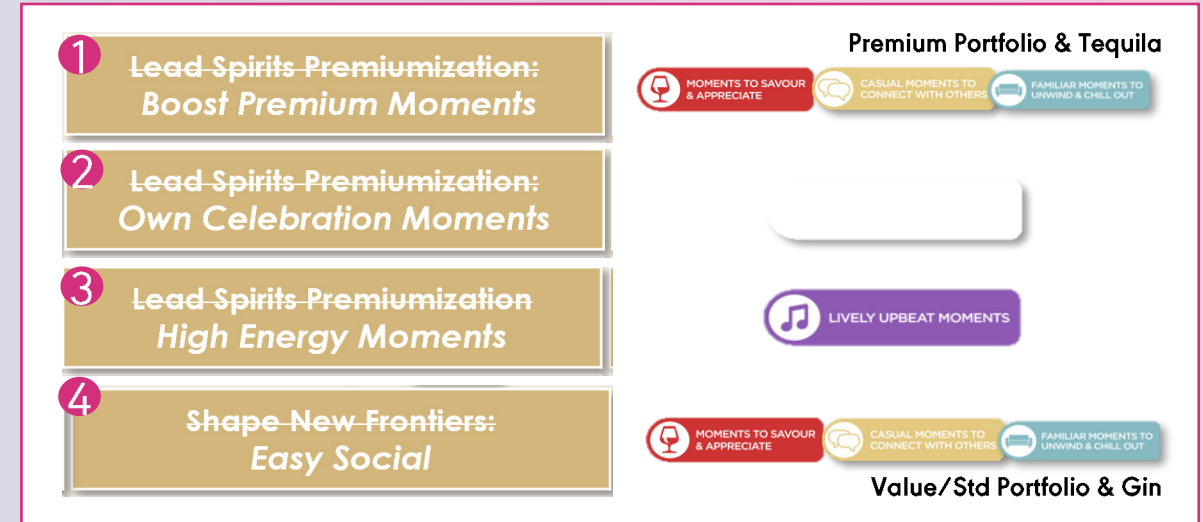 1
Lead Spirits Premiumization:
Boost Premium Moments
Premium Portfolio & Tequila
MOMENTS TO SAVOUR
& APPRECIATE
CASUAL MOMENTS TO
CONNECT WITH OTHERS
FAMILIAR MOMENTS TO
UNWIND & CHILL OUT
2
Lead Spirits Premiumization:
Own Celebration Moments
3
Lead Spirits Premiumization
High Energy Moments
LIVELY UPBEAT MOMENTS
4
Shape New Frontiers:
Easy Social
MOMENTS TO SAVOUR
& APPRECIATE
CASUAL MOMENTS TO
CONNECT WITH OTHERS
FAMILIAR MOMENTS TO
UNWIND & CHILL OUT
Value/Std Portfolio & Gin